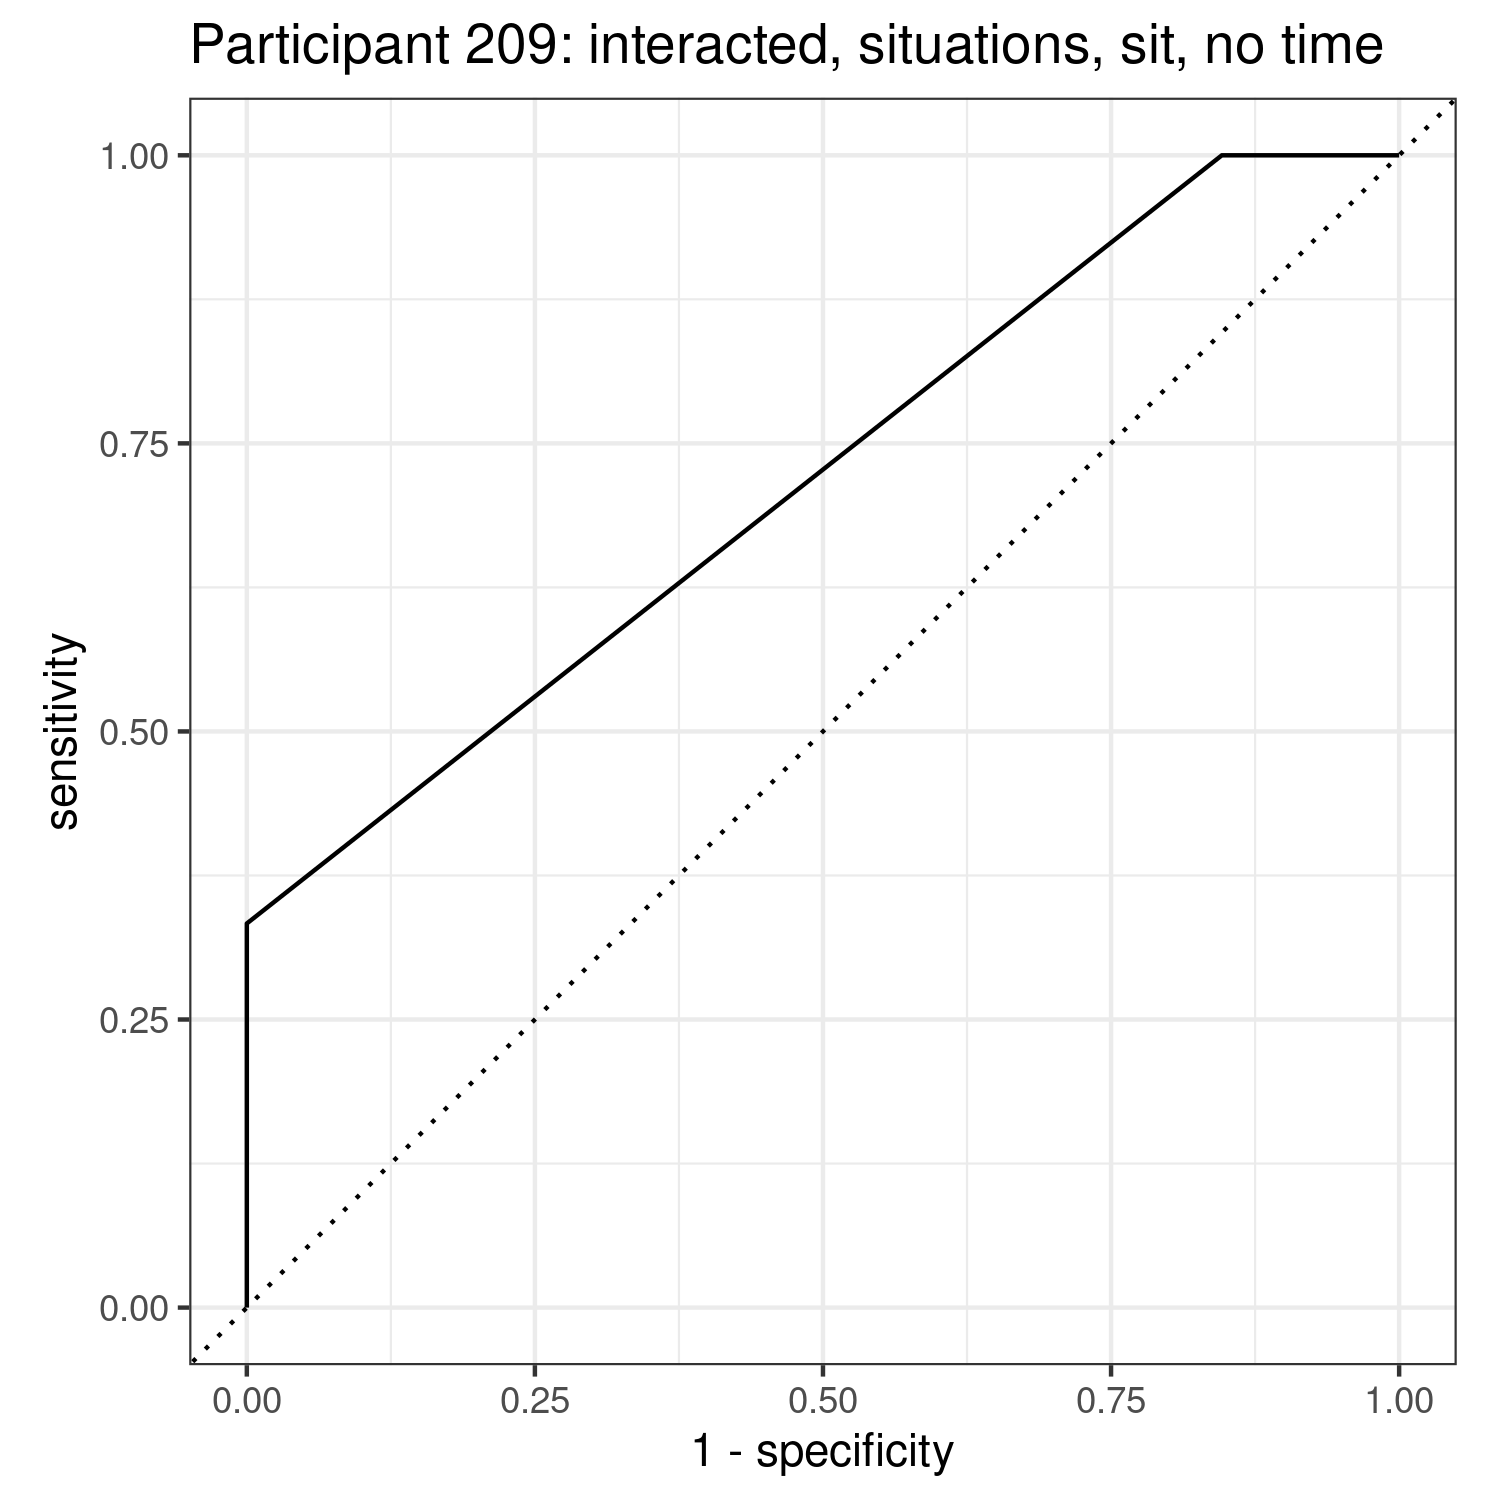 Participant 209: interacted, situations, sit, no time
1.00
0.75
0.50
0.25
0.00
sensitivity
0.00 0.25 0.50 0.75 1.00
1 - specificity